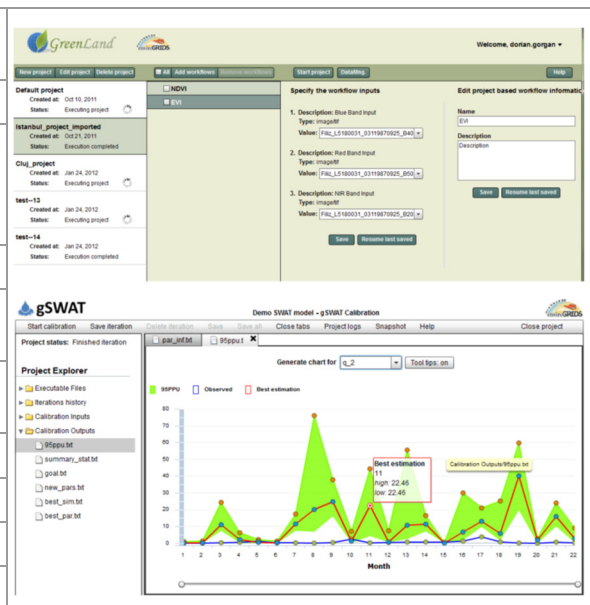 GreenLand
enviroGRIDS
Welcome, dorian.gorgan
New project Edit project Delete project
All Add workflows Remove workflows
Start project DataMng. Help
Default project
Created at: Oct 10, 2011
Status: Executing project
Istanbul_project_imported
Created at: Oct 21, 2011
Status: Execution completed
Cluj_project
Created at: Jan 24, 2012
Status: Executing project
test--13
Created at: Jan 24, 2012
Status: Executing project
test--14
Created at: Jan 24, 2012
Status: Execution completed
NDVI
EVI
Specify the workflow inputs
1. Description: Blue Band Input
Type: image/tif
Value: Filiz_L5180031_03119870925_B40
2. Description: Red Band Input
Type: image/tif
Value: Filiz_L5180031_03119870925_B50
3. Description: NIR Band Input
Type: image/tif
Value: Filiz_L5180031_03119870925_B20
Save Resume last saved
Edit project based workflow informatio
Name
EVI
Description
Description
Save Resume last saved
gSWAT
Demo SWAT model - gSWAT Calibration
enviroGRIDS
Start calibration Save iteration Delete iteration Save Save all Close tabs Project logs Snapshot Help Close project
Project status: Finished iteration
Project Explorer
Executable Files
Iterations history
Calibration Inputs
Calibration Outputs
95ppu.txt
summary_stat.txt
goal.txt
new_pars.txt
best_sim.txt
best_par.txt
par_inf.txt 95ppu.t
Generate chart for q_2 Tool tips: on
95PPU Observed Best estimation
80
70
60
50
40
30
20
10
0
Best estimation
11
high: 22.46
low: 22.46
Calibration Outputs/95ppu.txt
1 2 3 4 5 6 7 8 9 10 11 12 13 14 15 16 17 18 19 20 21 22
Month